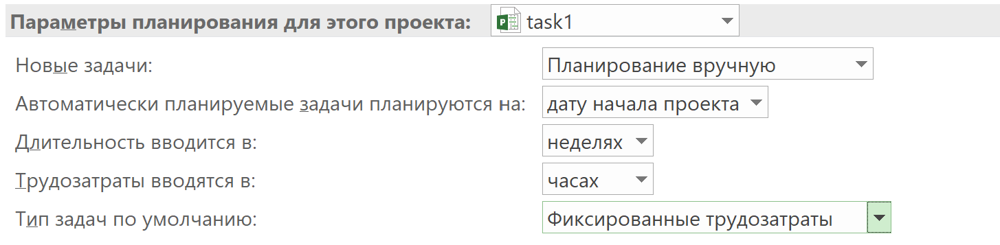 Параметры планирования для этого проекта: task1
Новые задачи: Планирование вручную
Автоматически планируемые задачи планируются на: дату начала проекта
Длительность вводится в: неделях
Трудозатраты вводятся в: часах
Тип задач по умолчанию: Фиксированные трудозатраты